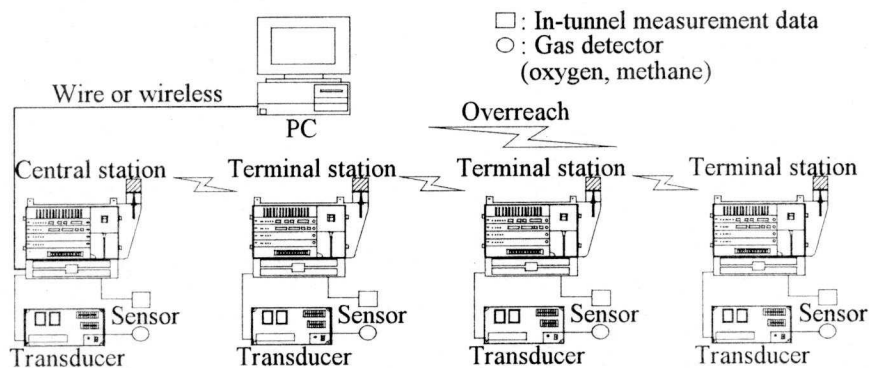 □ : In-tunnel measurement data
○ : Gas detector
(oxygen, methane)
Wire or wireless
PC
Overreach
Central station
Terminal station
Terminal station
Terminal station
Sensor
Sensor
Sensor
Sensor
Transducer
Transducer
Transducer
Transducer